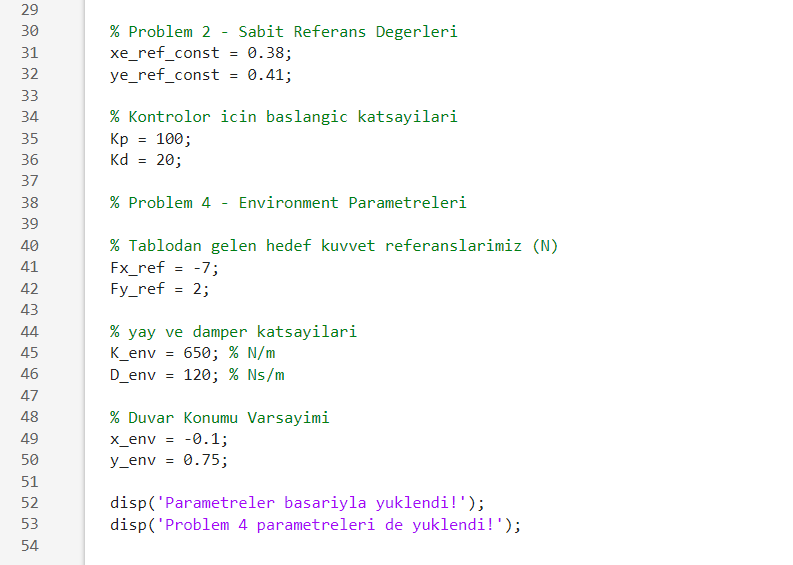 29
30 % Problem 2 - Sabit Referans Degerleri
31 xe_ref_const = 0.38;
32 ye_ref_const = 0.41;
33
34 % Kontrolor icin baslangic katsayilari
35 Kp = 100;
36 Kd = 20;
37
38 % Problem 4 - Environment Parametreleri
39
40 % Tablodan gelen hedef kuvvet referanslarimiz (N)
41 Fx_ref = -7;
42 Fy_ref = 2;
43
44 % yay ve damper katsayilari
45 K_env = 650; % N/m
46 D_env = 120; % Ns/m
47
48 % Duvar Konumu Varsayimi
49 x_env = -0.1;
50 y_env = 0.75;
51
52 disp('Parametreler basariyla yuklendi!');
53 disp('Problem 4 parametreleri de yuklendi!');
54